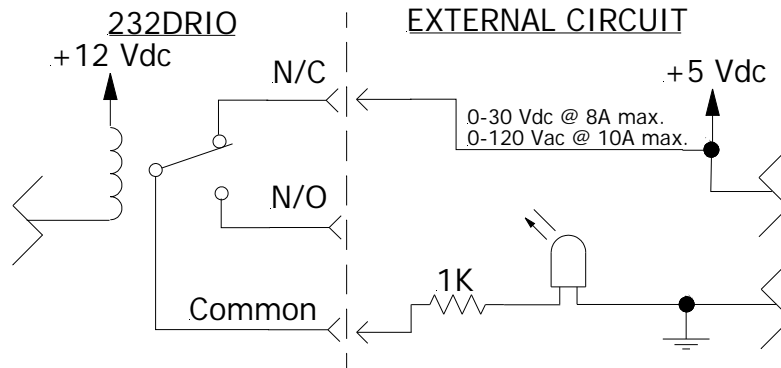 232DRIO
EXTERNAL CIRCUIT
+12 Vdc
N/C
+5 Vdc
0-30 Vdc @ 8A max.
0-120 Vac @ 10A max.
N/O
1K
Common